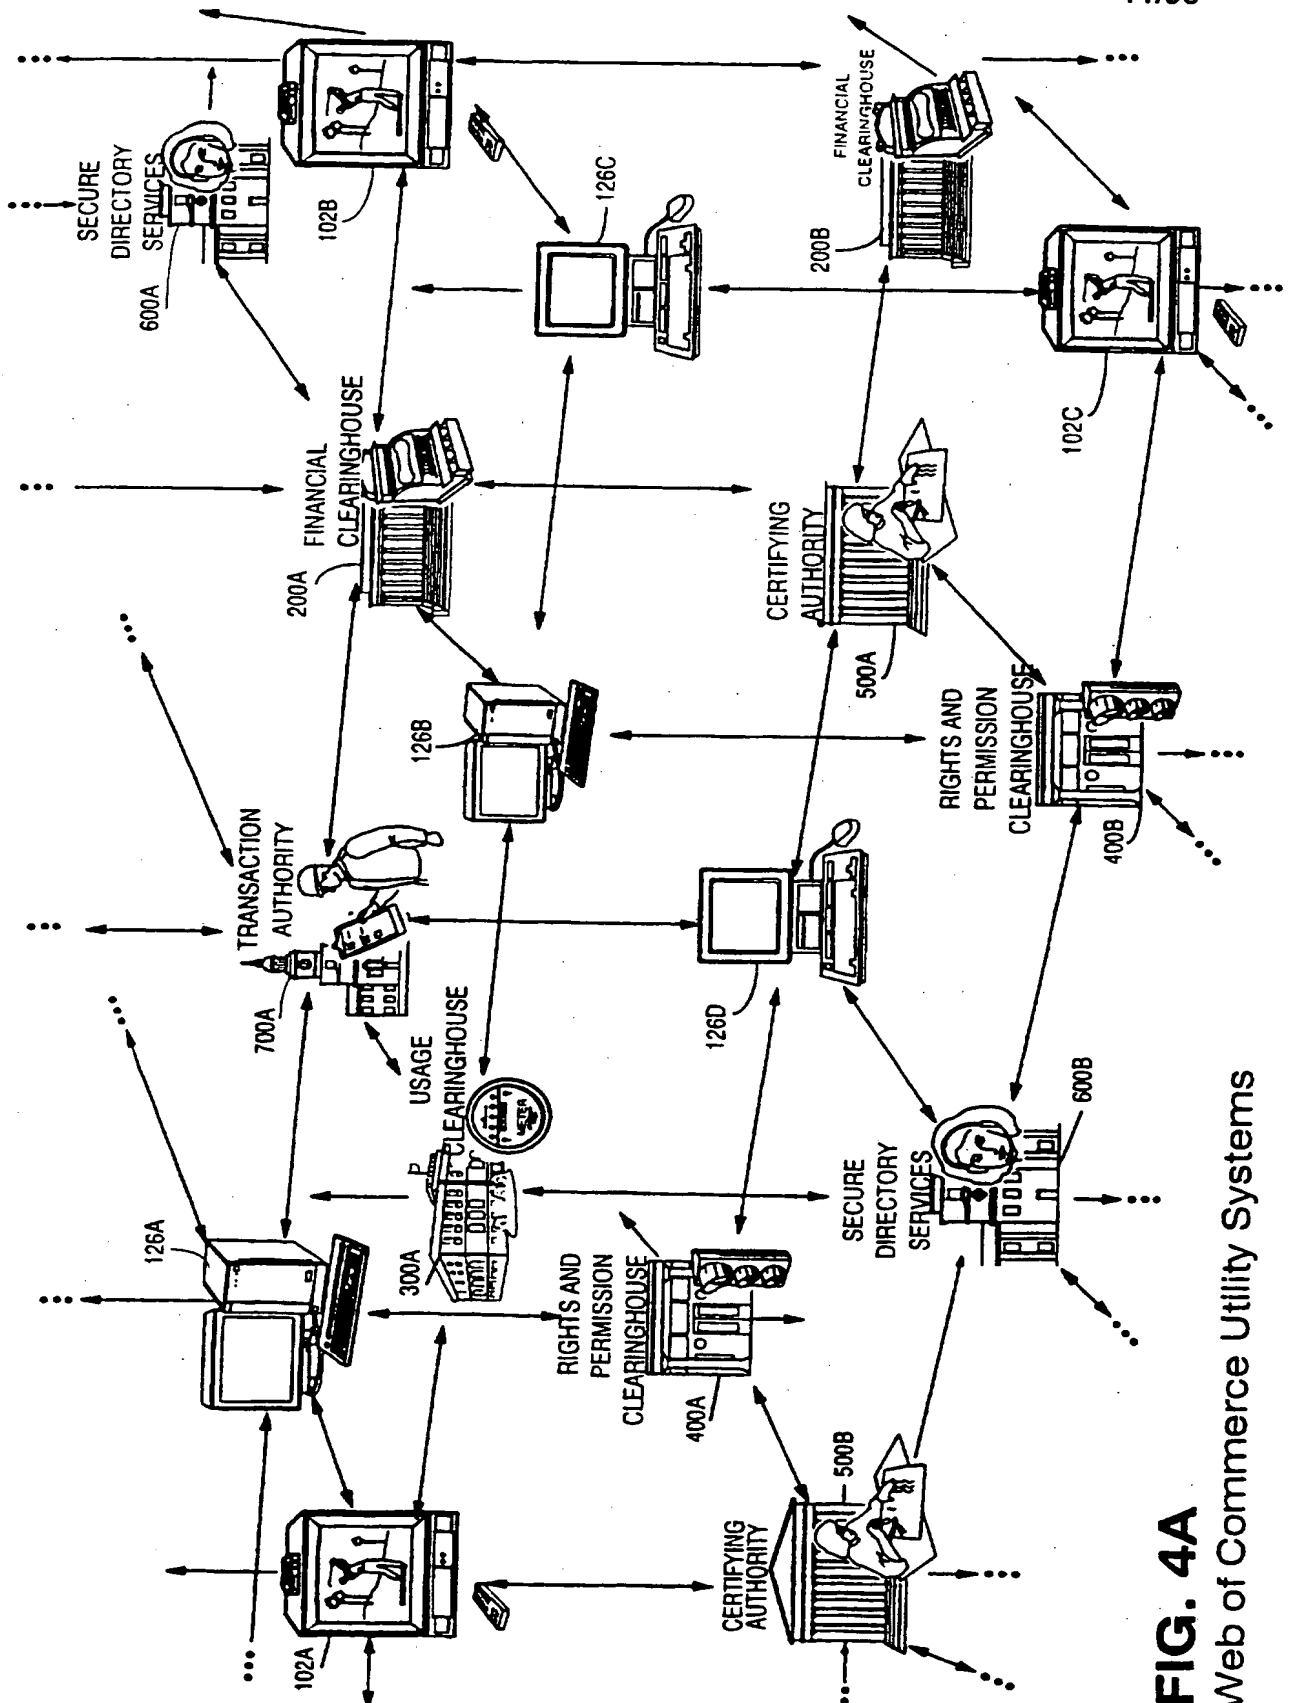 SECURE
DIRECTORY
SERVICES
600A
126A
TRANSACTION
AUTHORITY
700A
102A
102B
FINANCIAL
CLEARINGHOUSE
200A
300A
USAGE
CLEARINGHOUSE
METER
126B
126C
RIGHTS AND
PERMISSION
CLEARINGHOUSE
400A
126D
CERTIFYING
AUTHORITY
500B
CERTIFYING
AUTHORITY
500A
FINANCIAL
CLEARINGHOUSE
200B
SECURE
DIRECTORY
SERVICES
600B
RIGHTS AND
PERMISSION
CLEARINGHOUSE
400B
102C
FIG. 4A
Web of Commerce Utility Systems